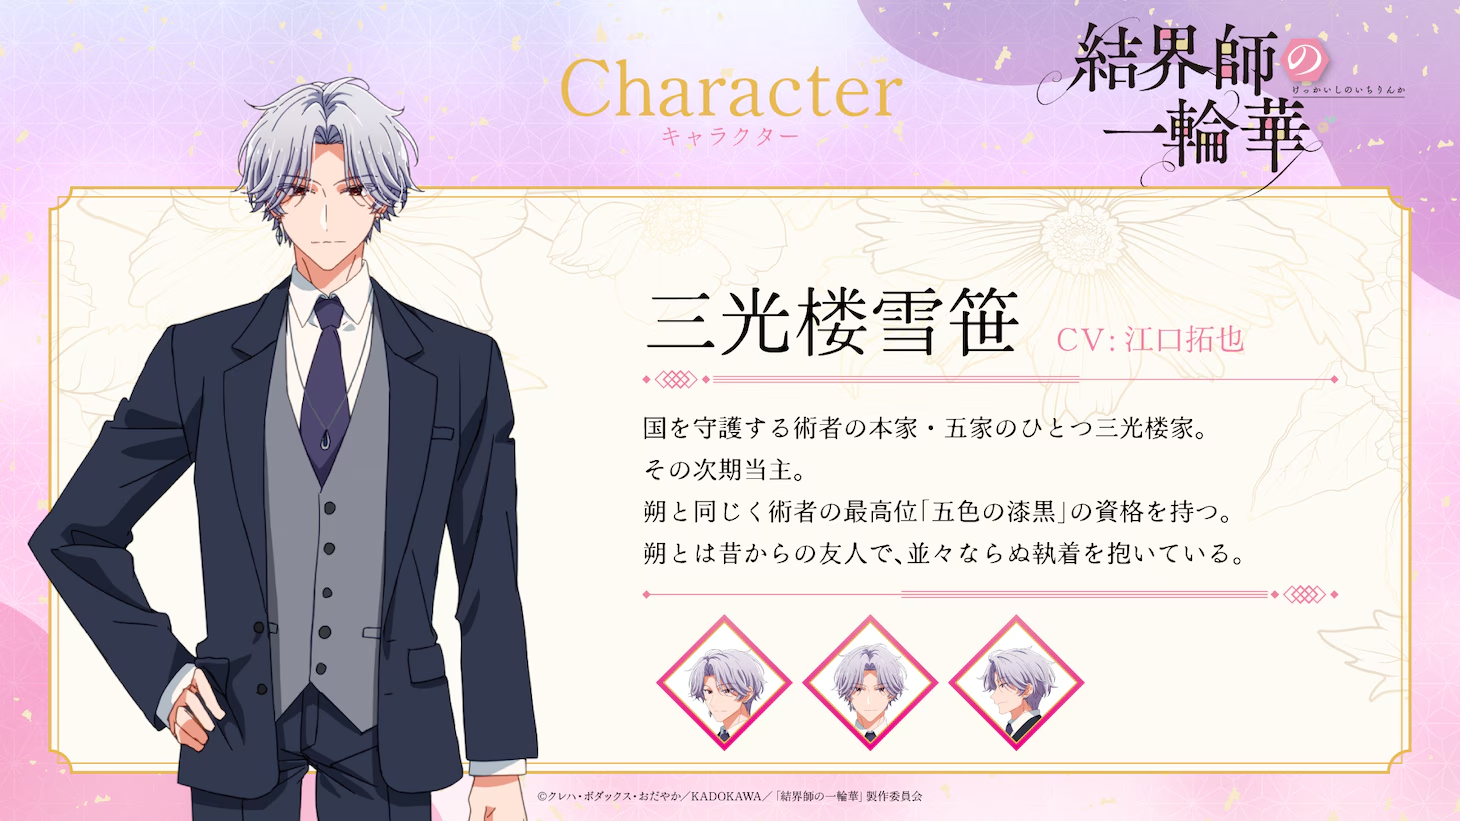 Character
キャラクター
結界師の
けっかいしのいちりんか
一輪華
三光楼雪笹 CV:江口拓也
国を守護する術者の本家・五家のひとつ三光楼家。
その次期当主。
朔と同じく術者の最高位「五色の漆黒」の資格を持つ。
朔とは昔からの友人で、並々ならぬ執着を抱いている。
©クレハ・ボダックス・おだやか／KADOKAWA／「結界師の一輪華」製作委員会